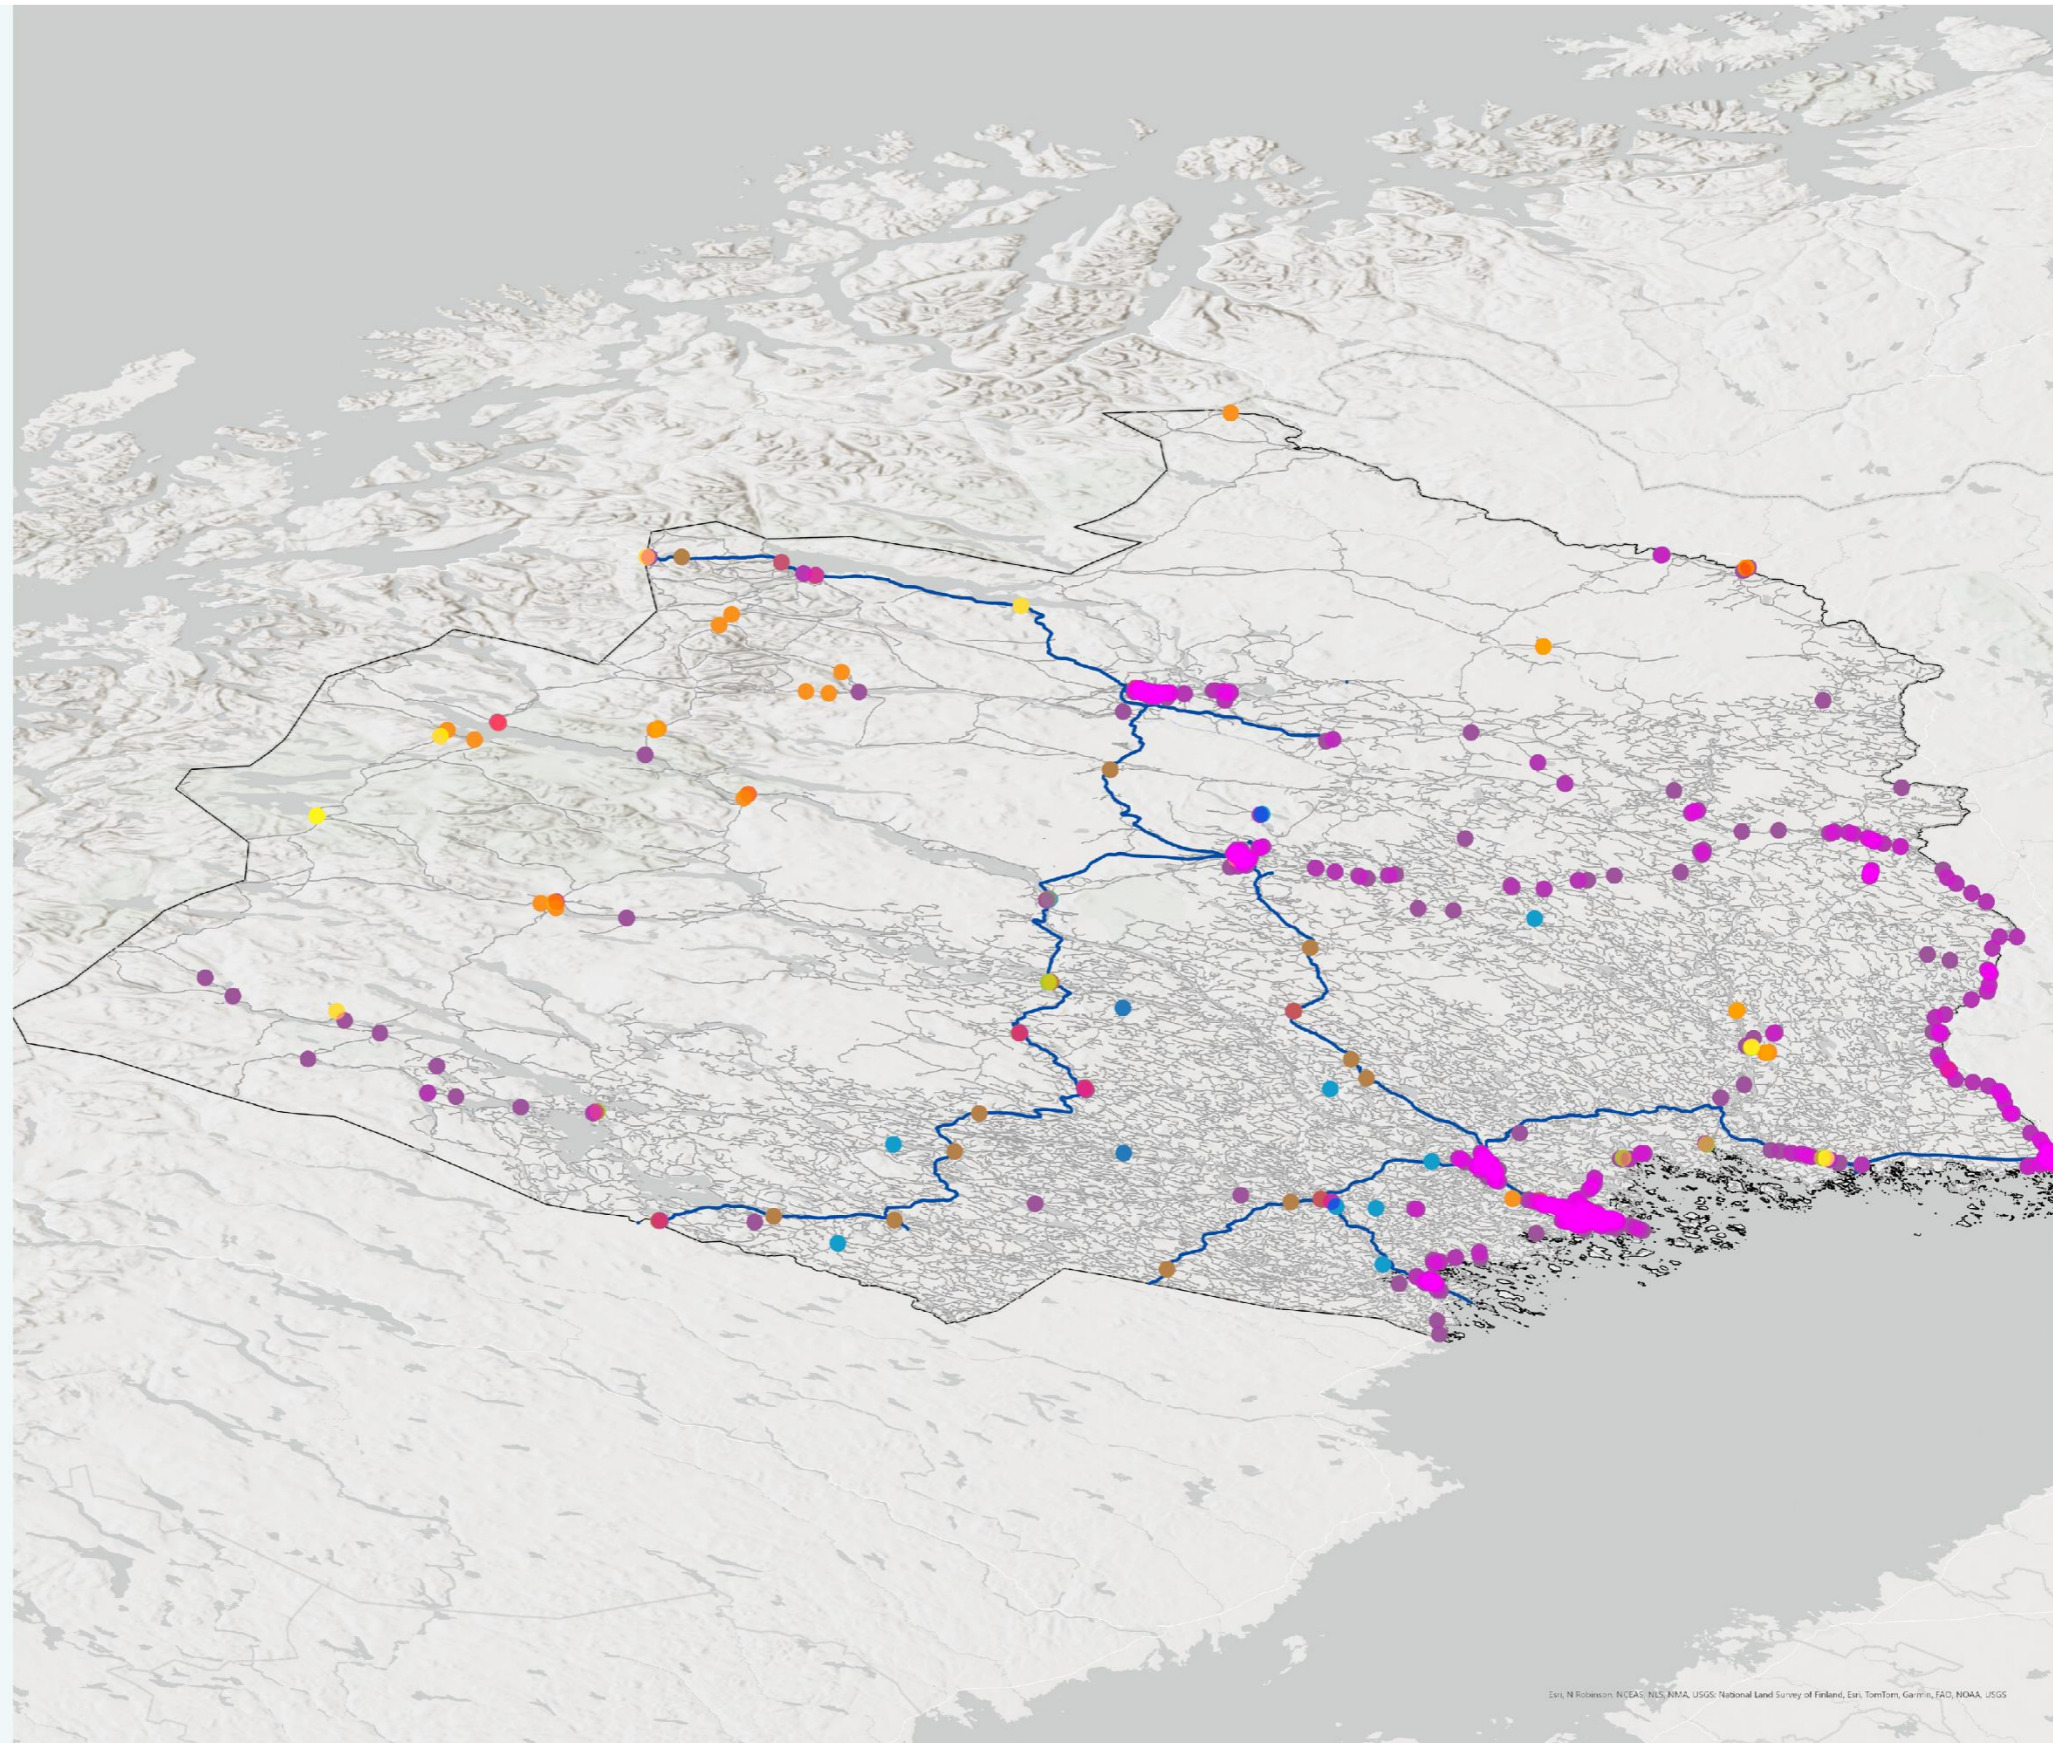 Esri, N Robinson, NCEAS, NLS, NMA, USGS; National Land Survey of Finland, Esri, TomTom, Garmin, FAO, NOAA, USGS